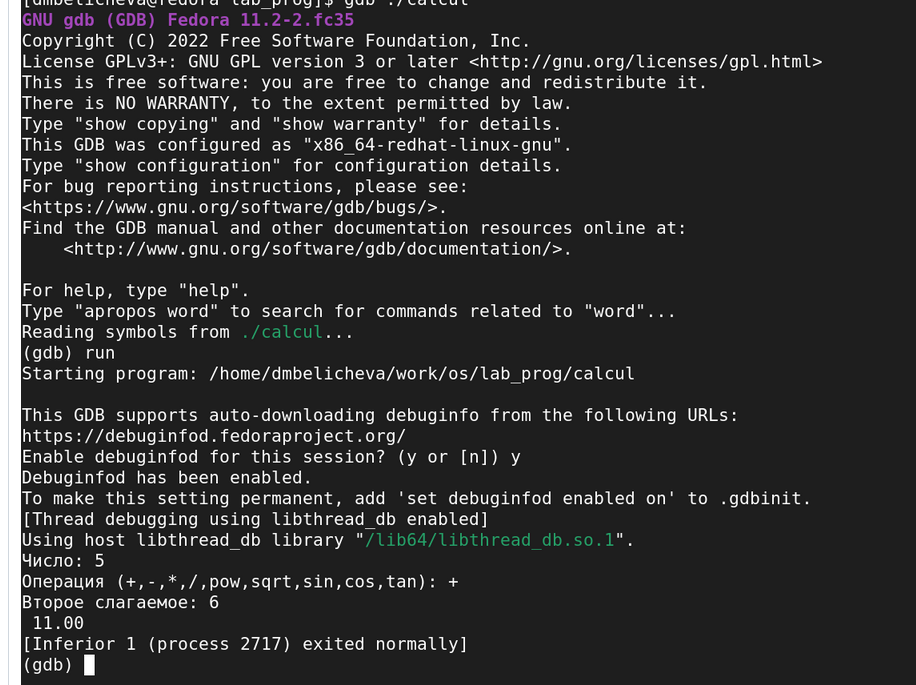 [dmbelicheva@fedora lab_prog]$ gdb ./calcul
GNU gdb (GDB) Fedora 11.2-2.fc35
Copyright (C) 2022 Free Software Foundation, Inc.
License GPLv3+: GNU GPL version 3 or later <http://gnu.org/licenses/gpl.html>
This is free software: you are free to change and redistribute it.
There is NO WARRANTY, to the extent permitted by law.
Type "show copying" and "show warranty" for details.
This GDB was configured as "x86_64-redhat-linux-gnu".
Type "show configuration" for configuration details.
For bug reporting instructions, please see:
<https://www.gnu.org/software/gdb/bugs/>.
Find the GDB manual and other documentation resources online at:
    <http://www.gnu.org/software/gdb/documentation/>.

For help, type "help".
Type "apropos word" to search for commands related to "word"...
Reading symbols from ./calcul...
(gdb) run
Starting program: /home/dmbelicheva/work/os/lab_prog/calcul

This GDB supports auto-downloading debuginfo from the following URLs:
https://debuginfod.fedoraproject.org/
Enable debuginfod for this session? (y or [n]) y
Debuginfod has been enabled.
To make this setting permanent, add 'set debuginfod enabled on' to .gdbinit.
[Thread debugging using libthread_db enabled]
Using host libthread_db library "/lib64/libthread_db.so.1".
Число: 5
Операция (+,-,*,/,pow,sqrt,sin,cos,tan): +
Второе слагаемое: 6
 11.00
[Inferior 1 (process 2717) exited normally]
(gdb)